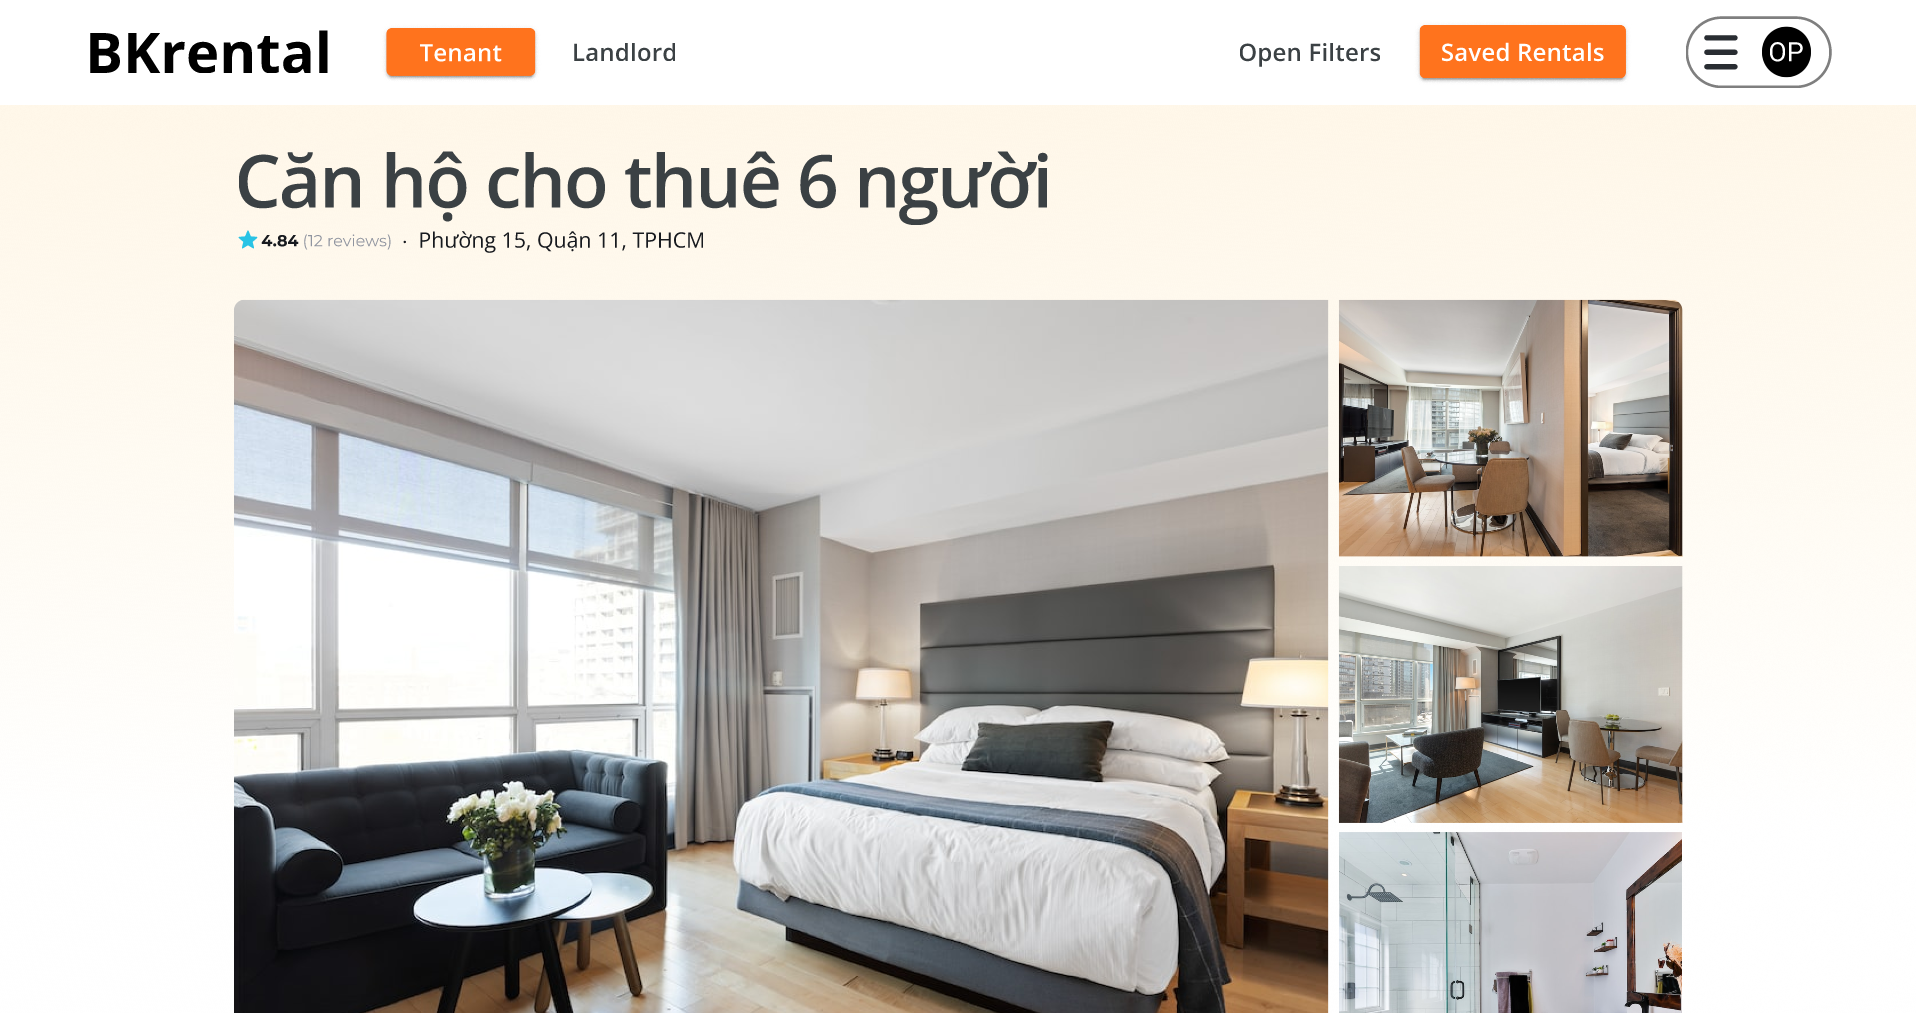 BKrental Tenant Landlord Open Filters Saved Rentals OP
Căn hộ cho thuê 6 người
4.84 (12 reviews) · Phường 15, Quận 11, TPHCM